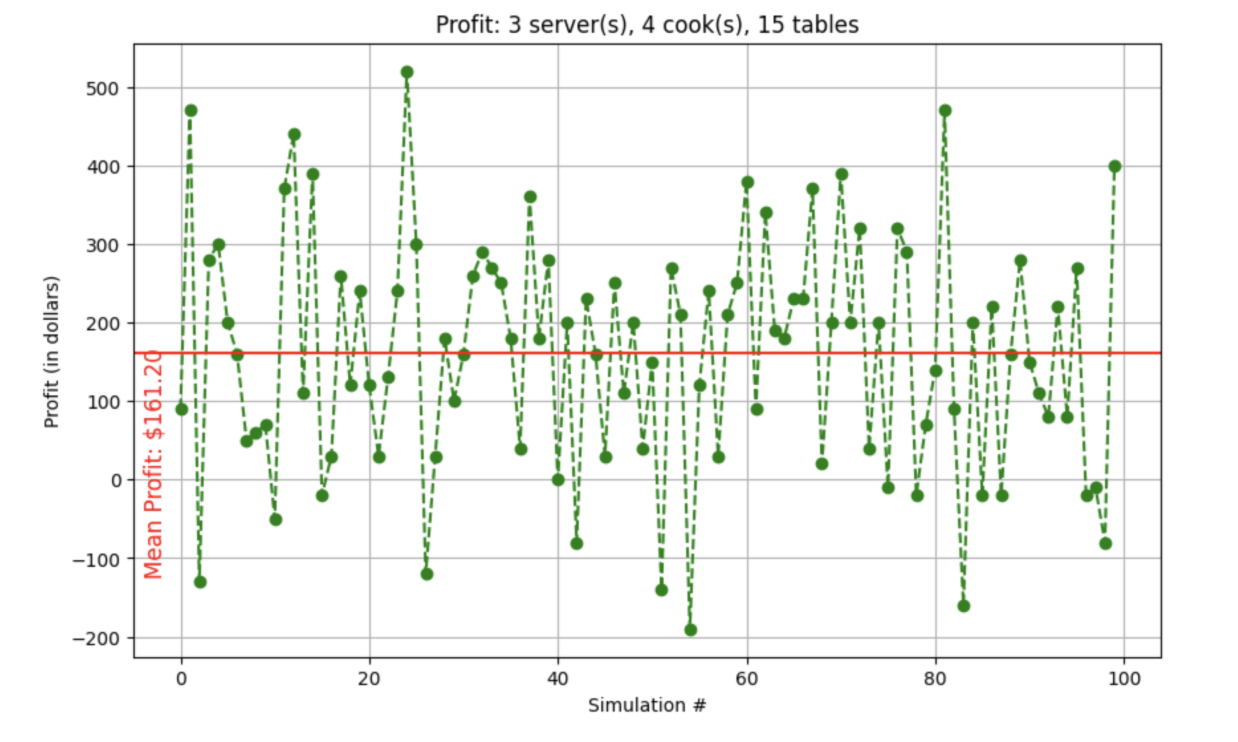 Profit: 3 server(s), 4 cook(s), 15 tables
Profit (in dollars)
500
400
300
200
100
0
−100
−200
Mean Profit: $161.20
0 20 40 60 80 100
Simulation #